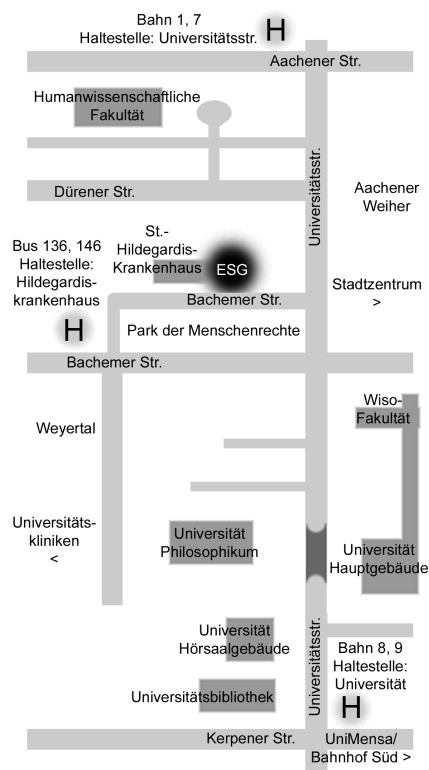 Bahn 1, 7
Haltestelle: Universitätsstr.
H
Aachener Str.
Humanwissenschaftliche
Fakultät
Universitätsstr.
Dürener Str.
Aachener
Weiher
St.-
Hildegardis-
Krankenhaus
ESG
Bus 136, 146
Haltestelle:
Hildegardis-
krankenhaus
H
Bachemer Str.
Stadtzentrum
>
Park der Menschenrechte
Bachemer Str.
Wiso-
Fakultät
Weyertal
Universitäts-
kliniken
<
Universität
Philosophikum
Universität
Hauptgebäude
Universität
Hörsaalgebäude
Universitätsstr.
Bahn 8, 9
Haltestelle:
Universität
H
Universitätsbibliothek
Kerpener Str.
UniMensa/
Bahnhof Süd >